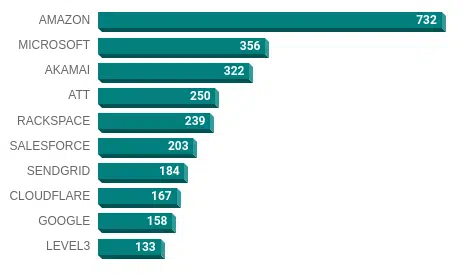 AMAZON 732
MICROSOFT 356
AKAMAI 322
ATT 250
RACKSPACE 239
SALESFORCE 203
SENDGRID 184
CLOUDFLARE 167
GOOGLE 158
LEVEL3 133